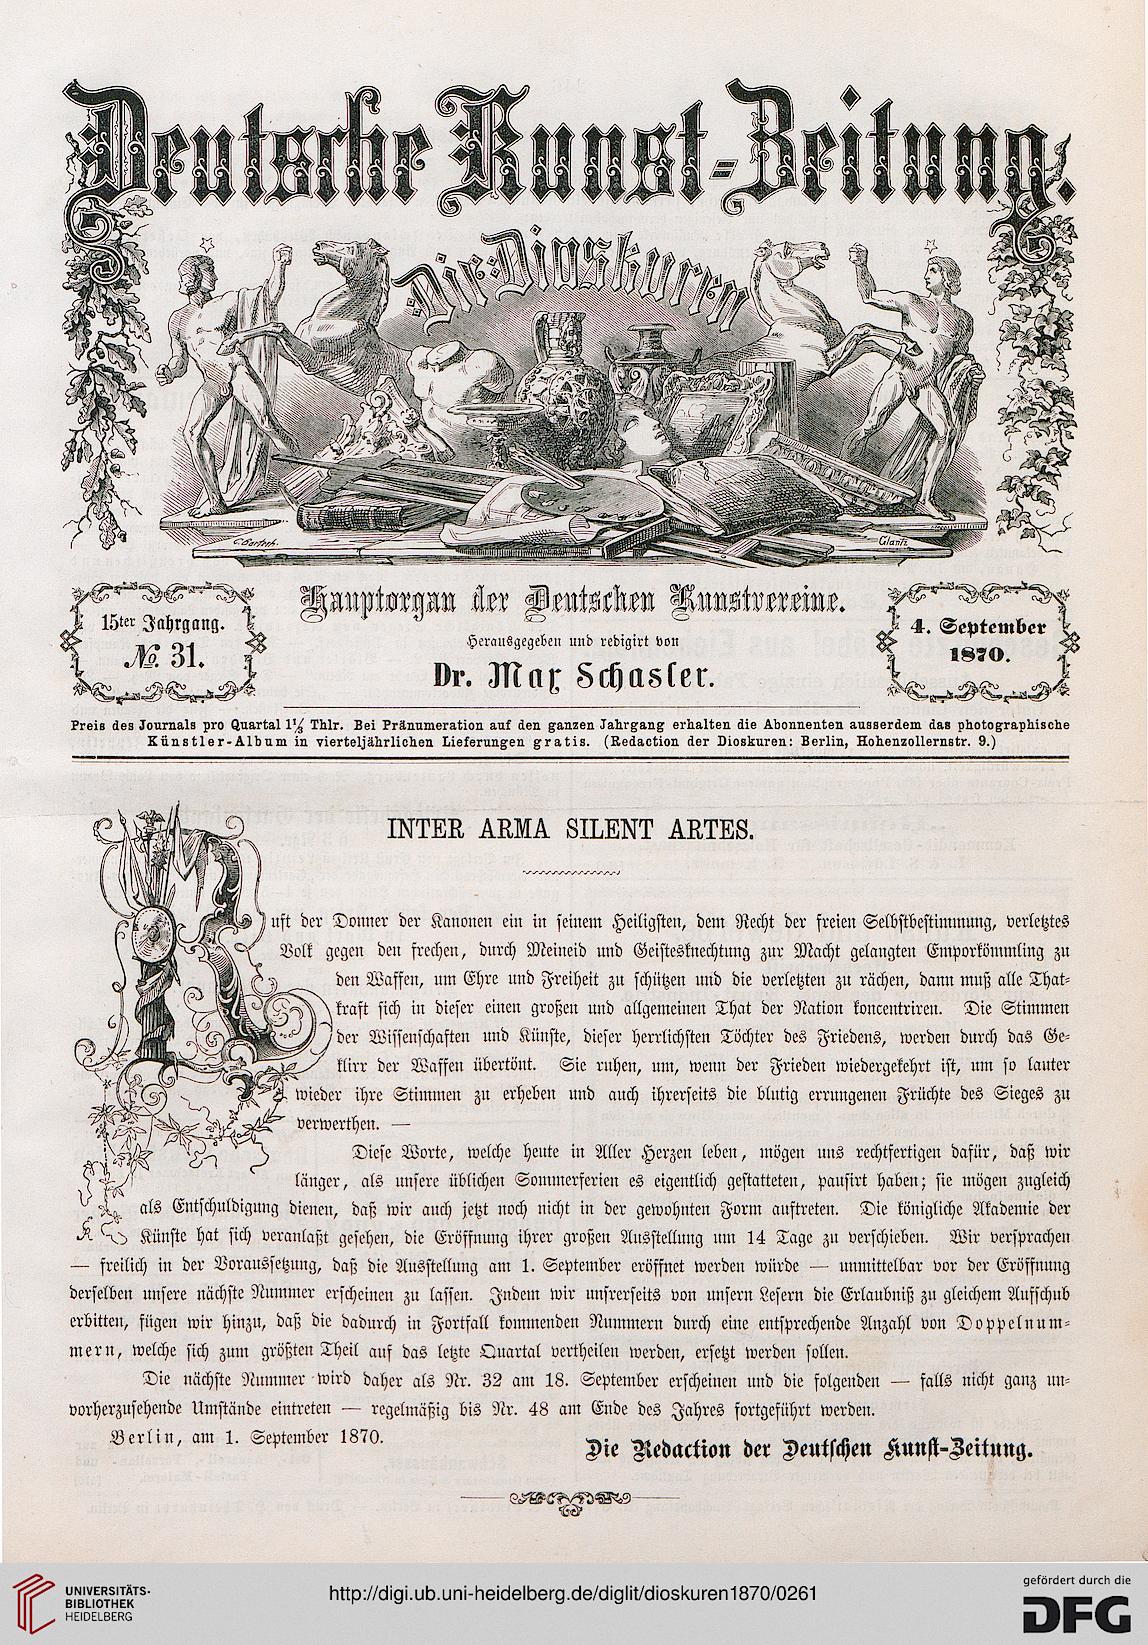 Deutsche Kunst-Zeitung.
Die Dioskuren
C. Bartsch.
Glantz
15ter Jahrgang.
№. 31.
Hauptorgan der Deutschen Kunstvereine.
Herausgegeben und redigirt von
Dr. Max Schasler.
4. September
1870.
Preis des Journals pro Quartal 1⅓ Thlr. Bei Pränumeration auf den ganzen Jahrgang erhalten die Abonnenten ausserdem das photographische
Künstler-Album in vierteljährlichen Lieferungen gratis. (Redaction der Dioskuren: Berlin, Hohenzollernstr. 9.)
INTER ARMA SILENT ARTES.
Ruft der Donner der Kanonen ein in seinem Heiligsten, dem Recht der freien Selbstbestimmung, verletztes
Volk gegen den frechen, durch Meineid und Geistesknechtung zur Macht gelangten Emporkömmling zu
den Waffen, um Ehre und Freiheit zu schützen und die verletzten zu rächen, dann muß alle That-
kraft sich in dieser einen großen und allgemeinen That der Nation koncentriren. Die Stimmen
der Wissenschaften und Künste, dieser herrlichsten Töchter des Friedens, werden durch das Ge-
klirr der Waffen übertönt. Sie ruhen, um, wenn der Frieden wiedergekehrt ist, um so lauter
wieder ihre Stimmen zu erheben und auch ihrerseits die blutig errungenen Früchte des Sieges zu
verwerthen. —
Diese Worte, welche heute in Aller Herzen leben, mögen uns rechtfertigen dafür, daß wir
länger, als unsere üblichen Sommerferien es eigentlich gestatteten, pausirt haben; sie mögen zugleich
als Entschuldigung dienen, daß wir auch jetzt noch nicht in der gewohnten Form auftreten. Die königliche Akademie der
Künste hat sich veranlaßt gesehen, die Eröffnung ihrer großen Ausstellung um 14 Tage zu verschieben. Wir versprachen
— freilich in der Voraussetzung, daß die Ausstellung am 1. September eröffnet werden würde — unmittelbar vor der Eröffnung
derselben unsere nächste Nummer erscheinen zu lassen. Indem wir unsrerseits von unsern Lesern die Erlaubniß zu gleichem Aufschub
erbitten, fügen wir hinzu, daß die dadurch in Fortfall kommenden Nummern durch eine entsprechende Anzahl von Doppelnum-
mern, welche sich zum größten Theil auf das letzte Quartal vertheilen werden, ersetzt werden sollen.
Die nächste Nummer wird daher als Nr. 32 am 18. September erscheinen und die folgenden — falls nicht ganz un-
vorherzusehende Umstände eintreten — regelmäßig bis Nr. 48 am Ende des Jahres fortgeführt werden.
Berlin, am 1. September 1870.
Die Redaction der Deutschen Kunst-Zeitung.
UNIVERSITÄTS-
BIBLIOTHEK
HEIDELBERG
http://digi.ub.uni-heidelberg.de/diglit/dioskuren1870/0261
gefördert durch die
DFG